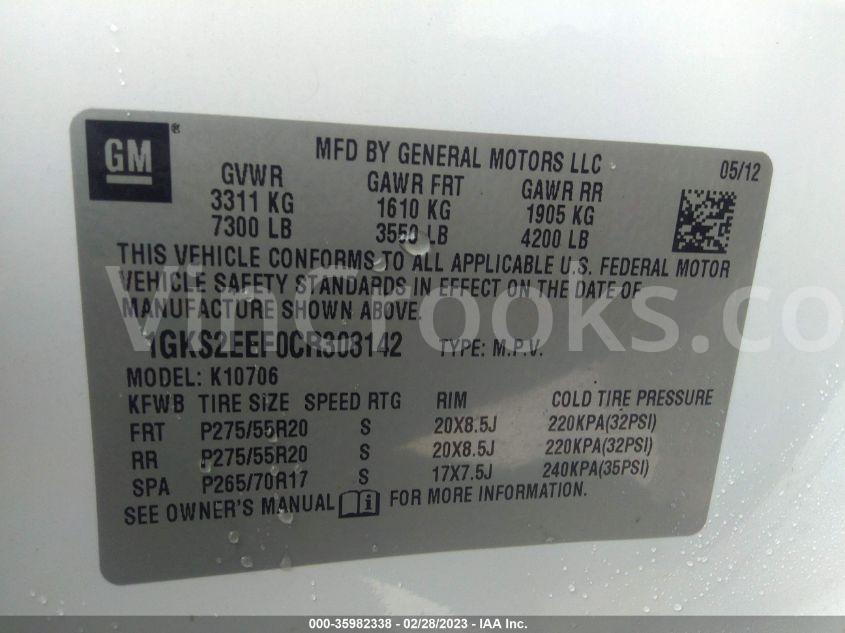 GM ®
MFD BY GENERAL MOTORS LLC
05/12
GVWR GAWR FRT GAWR RR
3311 KG 1610 KG 1905 KG
7300 LB 3550 LB 4200 LB
THIS VEHICLE CONFORMS TO ALL APPLICABLE U.S. FEDERAL MOTOR
VEHICLE SAFETY STANDARDS IN EFFECT ON THE DATE OF
MANUFACTURE SHOWN ABOVE.
VinCrooks.com
1GKS2EEF0CR303142 TYPE: M.P.V.
MODEL: K10706
KFWB TIRE SIZE SPEED RTG RIM COLD TIRE PRESSURE
FRT P275/55R20 S 20X8.5J 220KPA(32PSI)
RR P275/55R20 S 20X8.5J 220KPA(32PSI)
SPA P265/70R17 S 17X7.5J 240KPA(35PSI)
SEE OWNER'S MANUAL i FOR MORE INFORMATION.
000-35982338 - 02/28/2023 - IAA Inc.